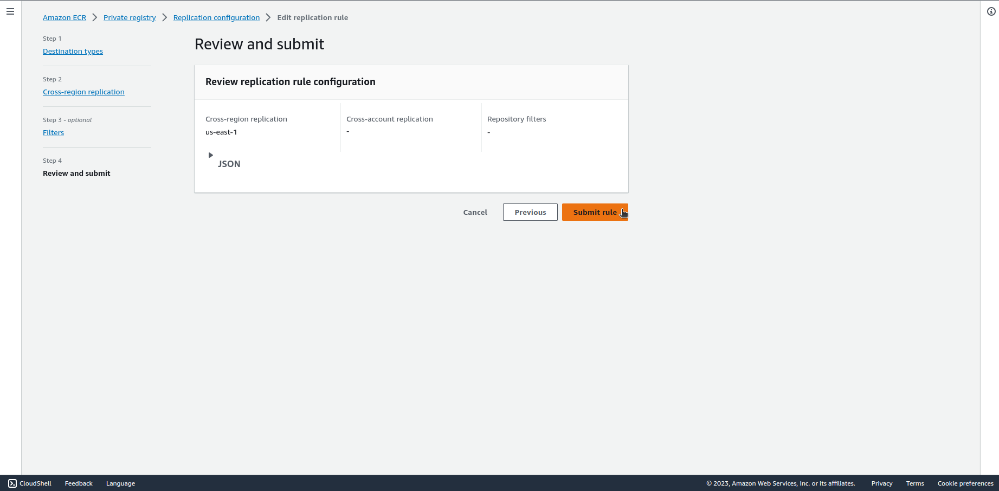 Amazon ECR > Private registry > Replication configuration > Edit replication rule
Step 1
Destination types
Step 2
Cross-region replication
Step 3 - optional
Filters
Step 4
Review and submit
Review and submit
Review replication rule configuration
Cross-region replication
us-east-1
Cross-account replication
-
Repository filters
-
JSON
Cancel
Previous
Submit rule
CloudShell
Feedback
Language
© 2023, Amazon Web Services, Inc. or its affiliates.
Privacy
Terms
Cookie preferences